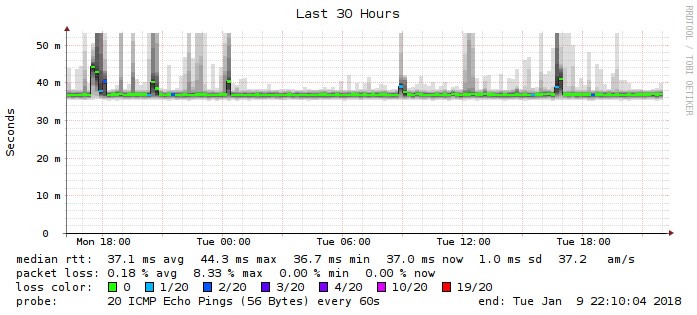 Last 30 Hours
RRDTOOL / TOBI OETIKER
Seconds
50 m
40 m
30 m
20 m
10 m
0
Mon 18:00 Tue 00:00 Tue 06:00 Tue 12:00 Tue 18:00
median rtt: 37.1 ms avg 44.3 ms max 36.7 ms min 37.0 ms now 1.0 ms sd 37.2 am/s
packet loss: 0.18 % avg 8.33 % max 0.00 % min 0.00 % now
loss color: 0 1/20 2/20 3/20 4/20 10/20 19/20
probe: 20 ICMP Echo Pings (56 Bytes) every 60s end: Tue Jan 9 22:10:04 2018